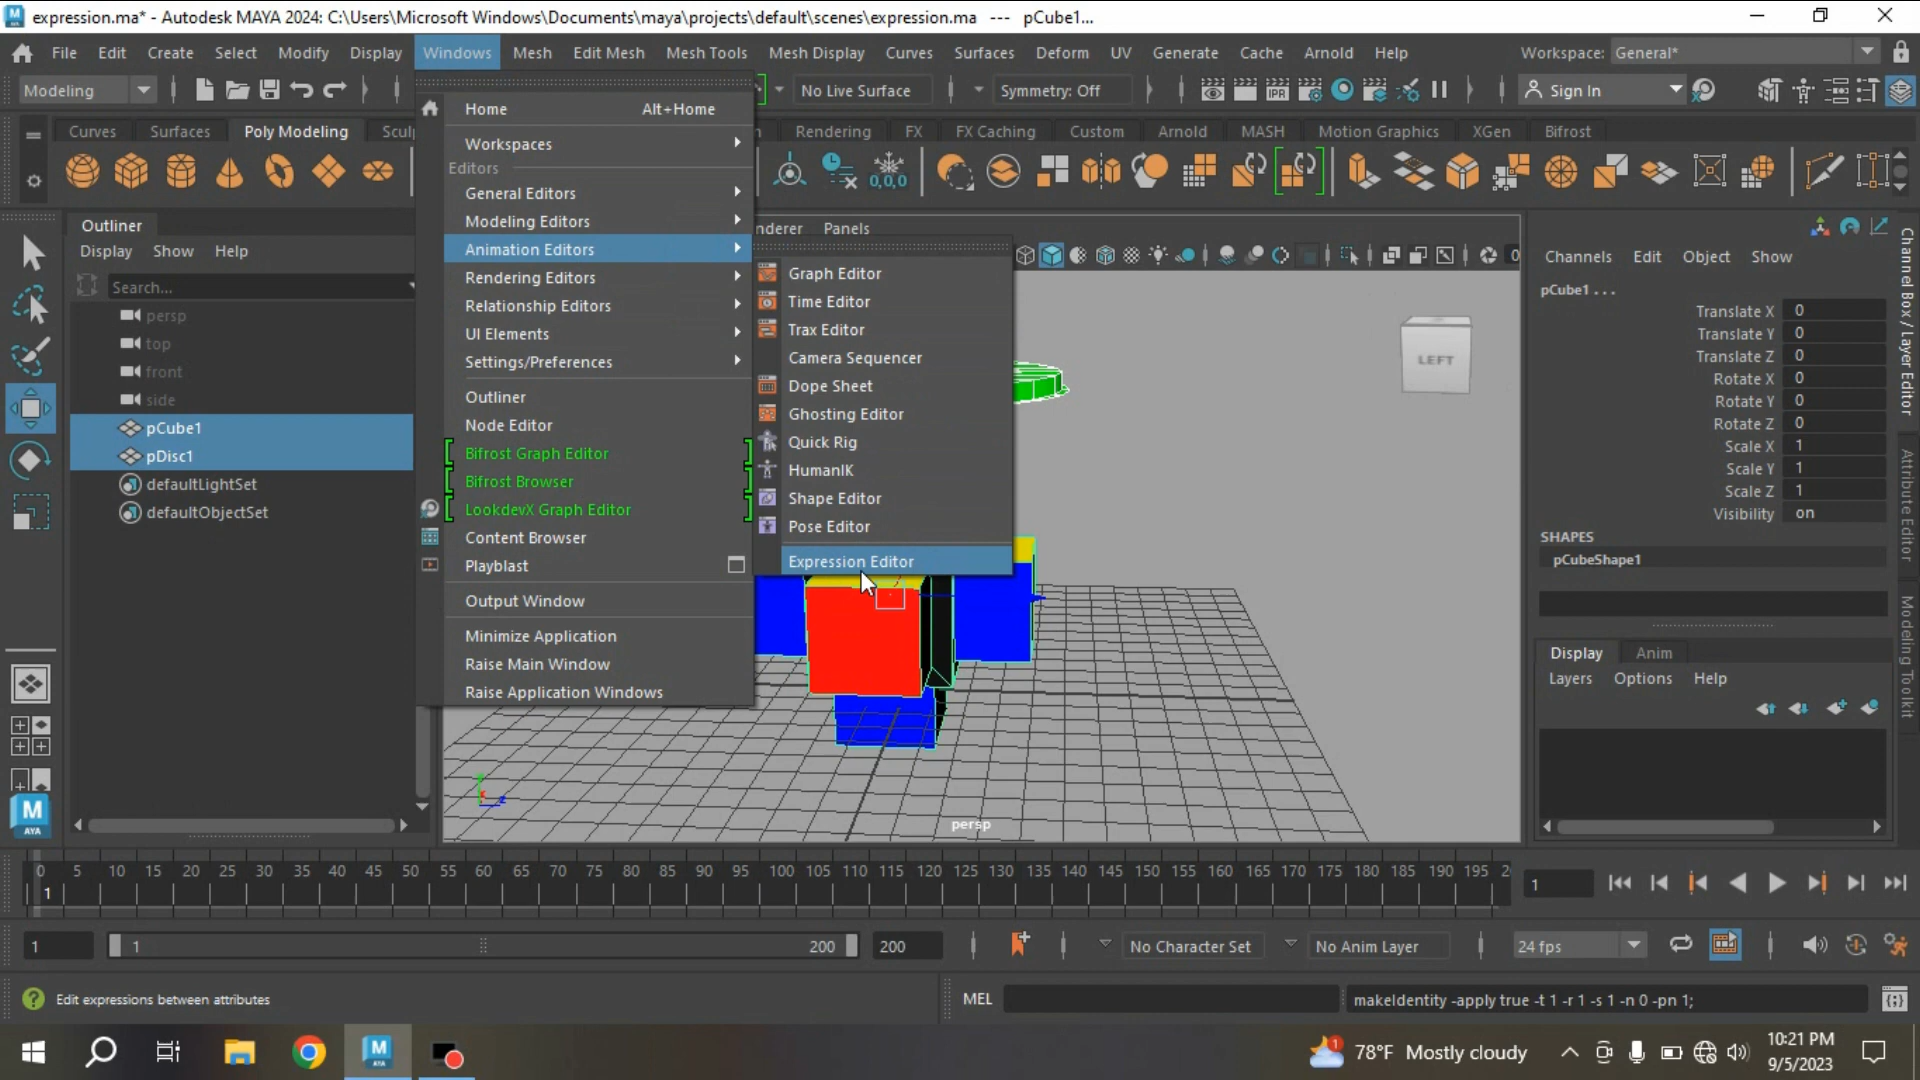 expression.ma* - Autodesk MAYA 2024: C:\Users\Microsoft Windows\Documents\maya\projects\default\scenes\expression.ma --- pCube1...
File Edit Create Select Modify Display Windows Mesh Edit Mesh Mesh Tools Mesh Display Curves Surfaces Deform UV Generate Cache Arnold Help Workspace: General*
Modeling No Live Surface Symmetry: Off IPR Sign In
Curves Surfaces Poly Modeling Rendering FX FX Caching Custom Arnold MASH Motion Graphics XGen Bifrost
0,0,0
Outliner
Display Show Help
Search...
persp
top
front
side
pCube1
pDisc1
defaultLightSet
defaultObjectSet
Home Alt+Home
Workspaces
Editors
General Editors
Modeling Editors
Animation Editors
Rendering Editors
Relationship Editors
UI Elements
Settings/Preferences
Outliner
Node Editor
Bifrost Graph Editor
Bifrost Browser
LookdevX Graph Editor
Content Browser
Playblast
Output Window
Minimize Application
Raise Main Window
Raise Application Windows
Panels
Graph Editor
Time Editor
Trax Editor
Camera Sequencer
Dope Sheet
Ghosting Editor
Quick Rig
HumanIK
Shape Editor
Pose Editor
Expression Editor
LEFT
persp
Channels Edit Object Show
pCube1 . . .
Translate X 0
Translate Y 0
Translate Z 0
Rotate X 0
Rotate Y 0
Rotate Z 0
Scale X 1
Scale Y 1
Scale Z 1
Visibility on
SHAPES
pCubeShape1
Display Anim
Layers Options Help
Channel Box / Layer Editor
Attribute Editor
Modeling Toolkit
M
AYA
0 5 10 15 20 25 30 35 40 45 50 55 60 65 70 75 80 85 90 95 100 105 110 115 120 125 130 135 140 145 150 155 160 165 170 175 180 185 190 195
1 1
1 1 200 200 No Character Set No Anim Layer 24 fps
Edit expressions between attributes MEL makeIdentity -apply true -t 1 -r 1 -s 1 -n 0 -pn 1;
78°F Mostly cloudy
10:21 PM
9/5/2023